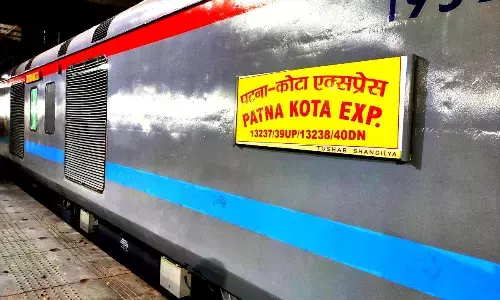 पटना-कोटा एक्सप्रेस
PATNA KOTA EXP.
13237/39UP/13238/40DN
TUSHAR SHANDILYA